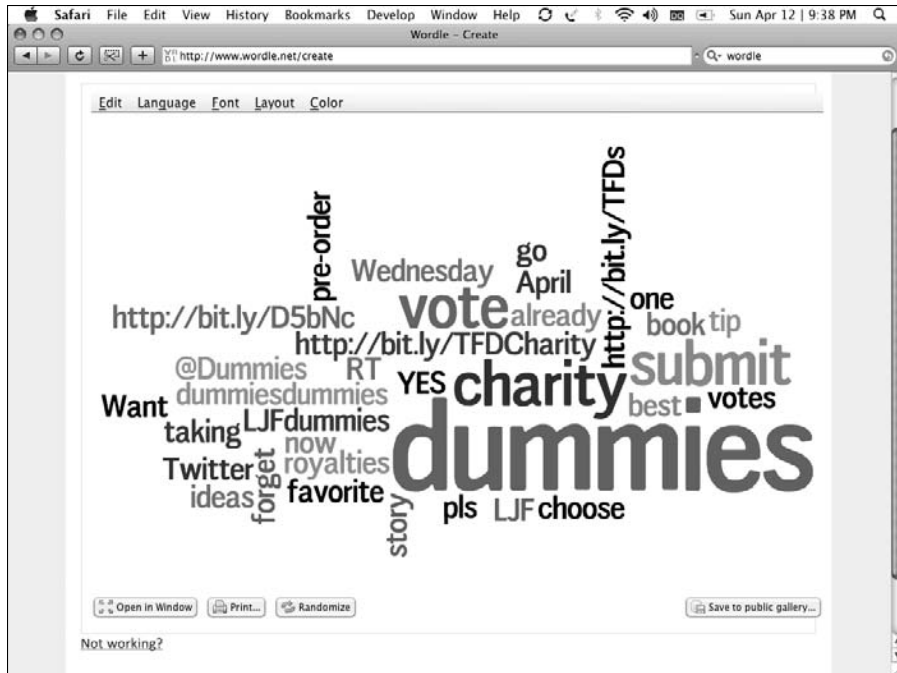 Safari File Edit View History Bookmarks Develop Window Help Sun Apr 12 | 9:38 PM
Wordle – Create
http://www.wordle.net/create
wordle
Edit Language Font Layout Color
pre-order
http://bit.ly/TFDs
go
Wednesday
April
one
http://bit.ly/D5bNc
vote
already
book
tip
http://bit.ly/TFDCharity
@Dummies
RT
YES
charity
submit
dummiesdummies
Want
LJFdummies
best
votes
taking
now
dummies
Twitter
forget
royalties
ideas
favorite
story
pls
LJF
choose
Open in Window
Print...
Randomize
Save to public gallery...
Not working?